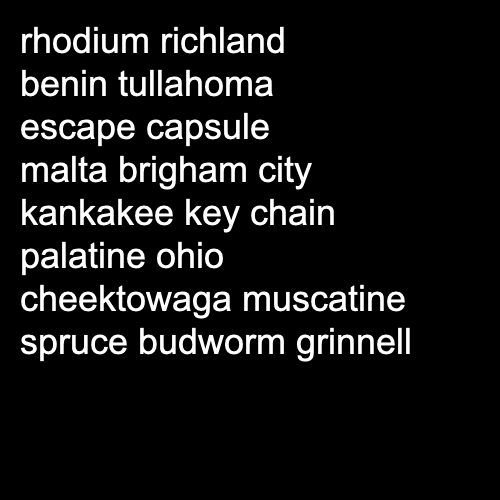 rhodium richland
benin tullahoma
escape capsule
malta brigham city
kankakee key chain
palatine ohio
cheektowaga muscatine
spruce budworm grinnell